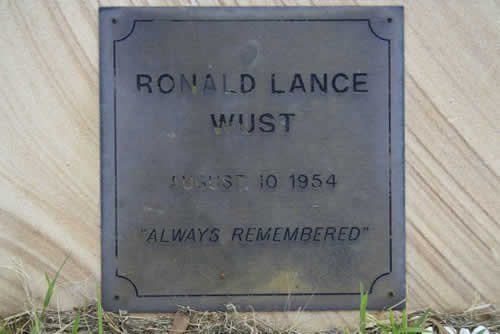 RONALD LANCE
WUST
AUGUST 10 1954
"ALWAYS REMEMBERED"